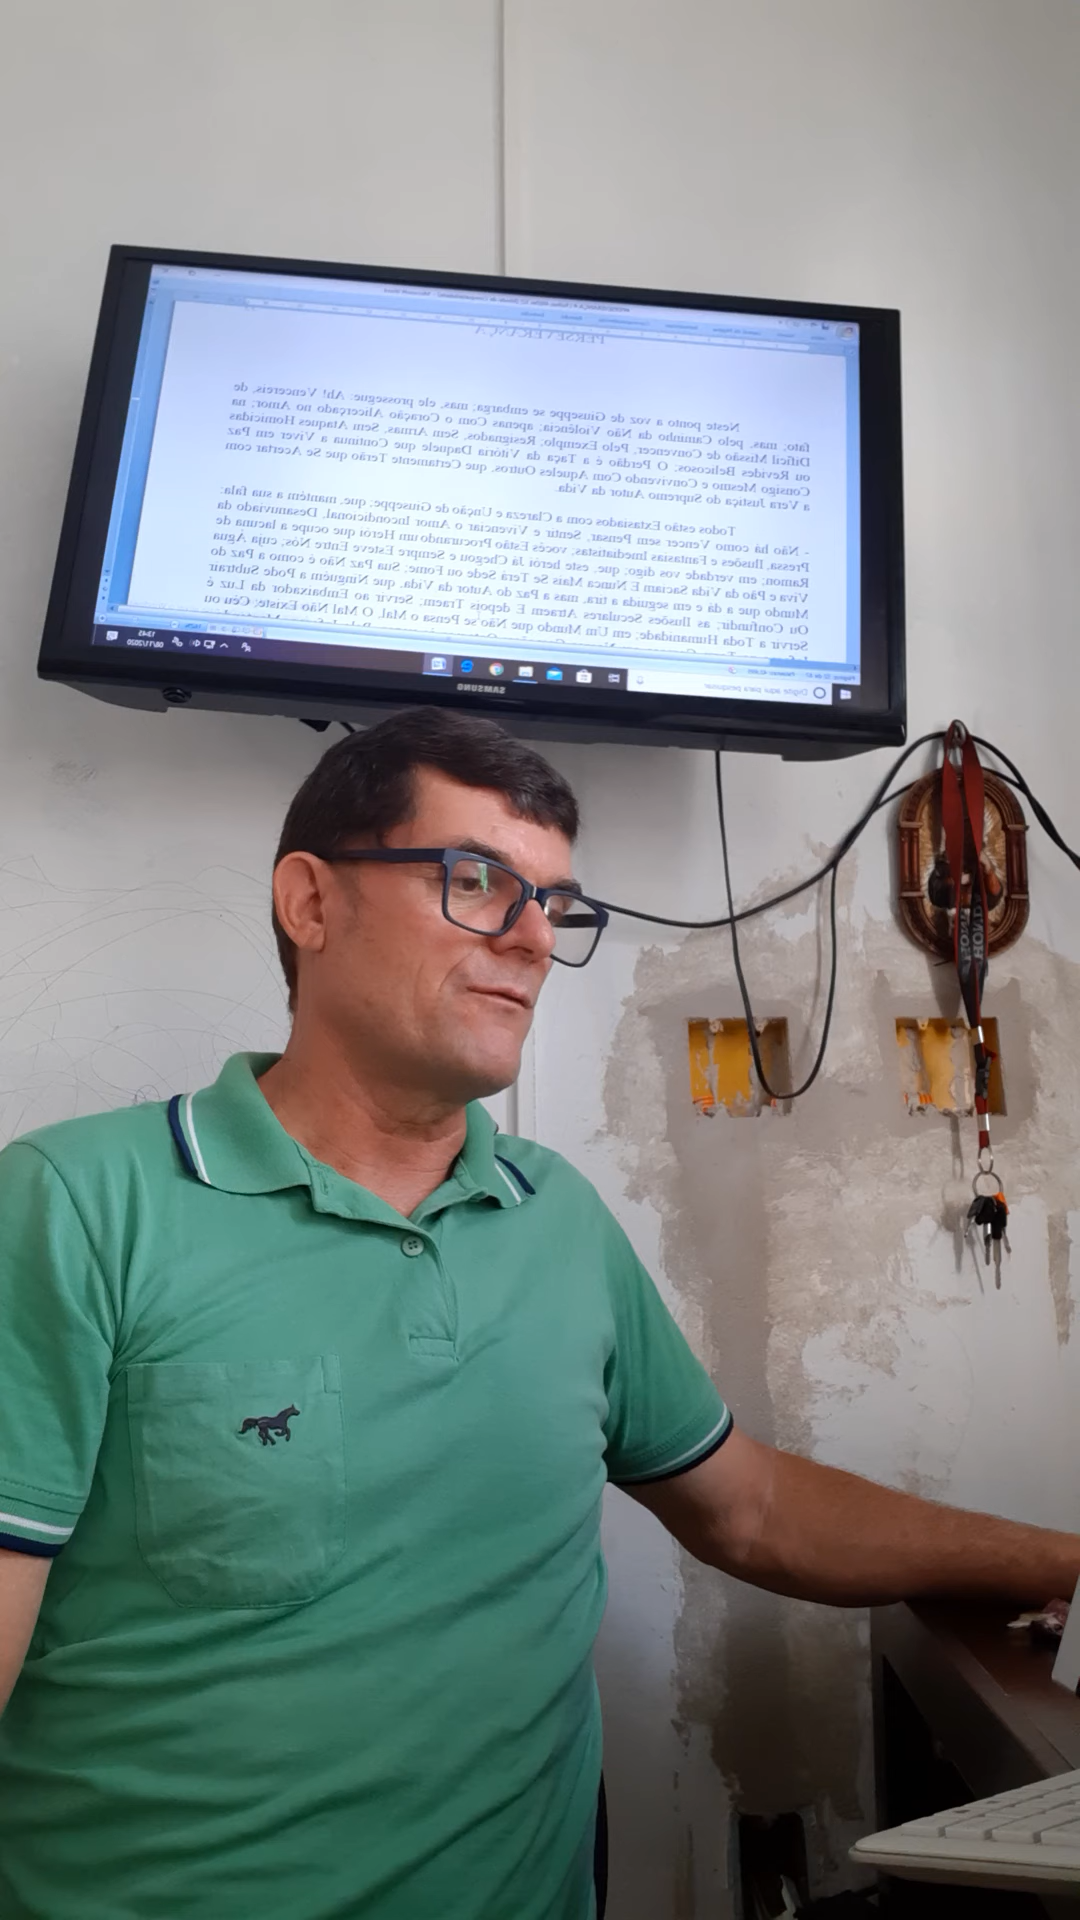 PERSEVERANÇA
Neste ponto a voz de Giuseppe se embarga; mas, ele prossegue: Ah! Vencereis, de
fato; mas, pelo Caminho da Não Violência; apenas Com o Coração Alicerçado no Amor; na
Difícil Missão de Convencer, Pelo Exemplo; Resignados, Sem Armas, Sem Ataques Homicidas
ou Revides Belicosos; O Perdão é a Taça da Vitória Daquele que Continua a Viver em Paz
Consigo Mesmo e Convivendo Com Aqueles Outros, que Certamente Terão que Se Acertar com
a Vera Justiça do Supremo Autor da Vida.
Todos estão Extasiados com a Clareza e Unção de Giuseppe; que, mantém a sua fala:
- Não há como Vencer sem Pensar, Sentir e Vivenciar o Amor Incondicional, Desanuviado da
Pressa, Ilusões e Fantasias Imediatistas; vocês Estão Procurando um Herói que ocupe a lacuna de
Ramon; em verdade vos digo; que, este herói Já Chegou e Sempre Esteve Entre Nós; cuja Água
Viva e Pão da Vida Saciam E Nunca Mais Se Terá Sede ou Fome; Sua Paz Não é como a Paz do
Mundo que a dá e em seguida a tira, mas a Paz do Autor da Vida, que Ninguém a Pode Subtrair
Ou Confundir; as Ilusões Seculares Atraem E depois Traem; Servir ao Embaixador da Luz é
Servir a Toda Humanidade; em Um Mundo que Não se Pensa o Mal, O Mal Não Existe; Céu ou
Digite aqui para pesquisar
13:43
08/11/2020
SAMSUNG
HONDA